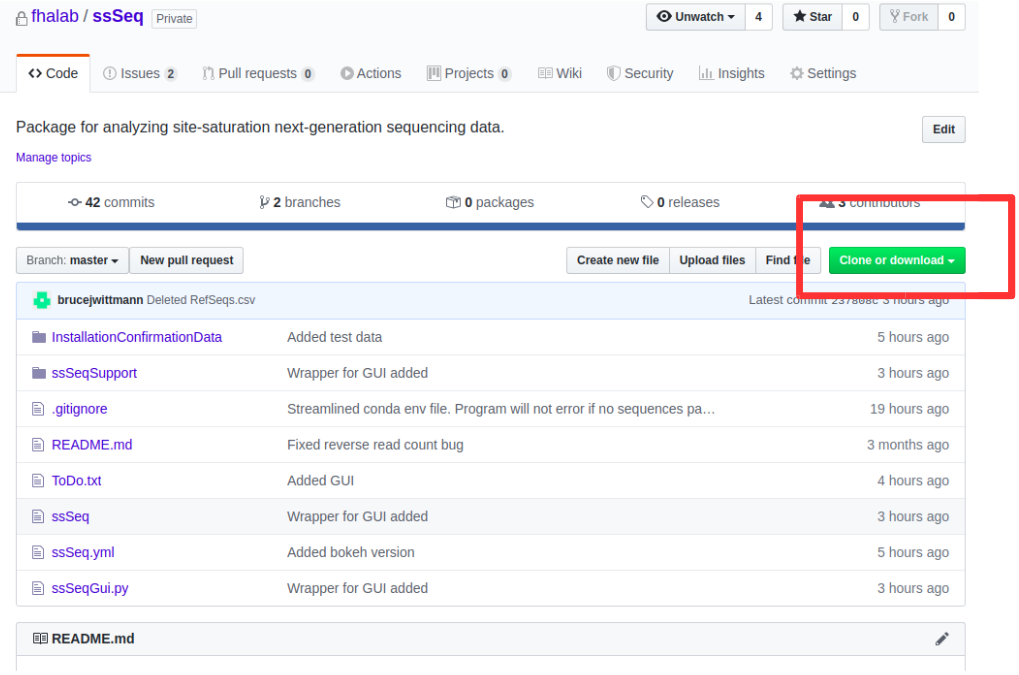 fhalab / ssSeq Private Unwatch 4 Star 0 Fork 0
Code Issues 2 Pull requests 0 Actions Projects 0 Wiki Security Insights Settings
Package for analyzing site-saturation next-generation sequencing data. Edit
Manage topics
42 commits 2 branches 0 packages 0 releases 3 contributors
Branch: master New pull request Create new file Upload files Find file Clone or download
brucejwittmann Deleted RefSeqs.csv Latest commit 237808c 3 hours ago
InstallationConfirmationData Added test data 5 hours ago
ssSeqSupport Wrapper for GUI added 3 hours ago
.gitignore Streamlined conda env file. Program will not error if no sequences pa… 19 hours ago
README.md Fixed reverse read count bug 3 months ago
ToDo.txt Added GUI 4 hours ago
ssSeq Wrapper for GUI added 3 hours ago
ssSeq.yml Added bokeh version 5 hours ago
ssSeqGui.py Wrapper for GUI added 3 hours ago
README.md